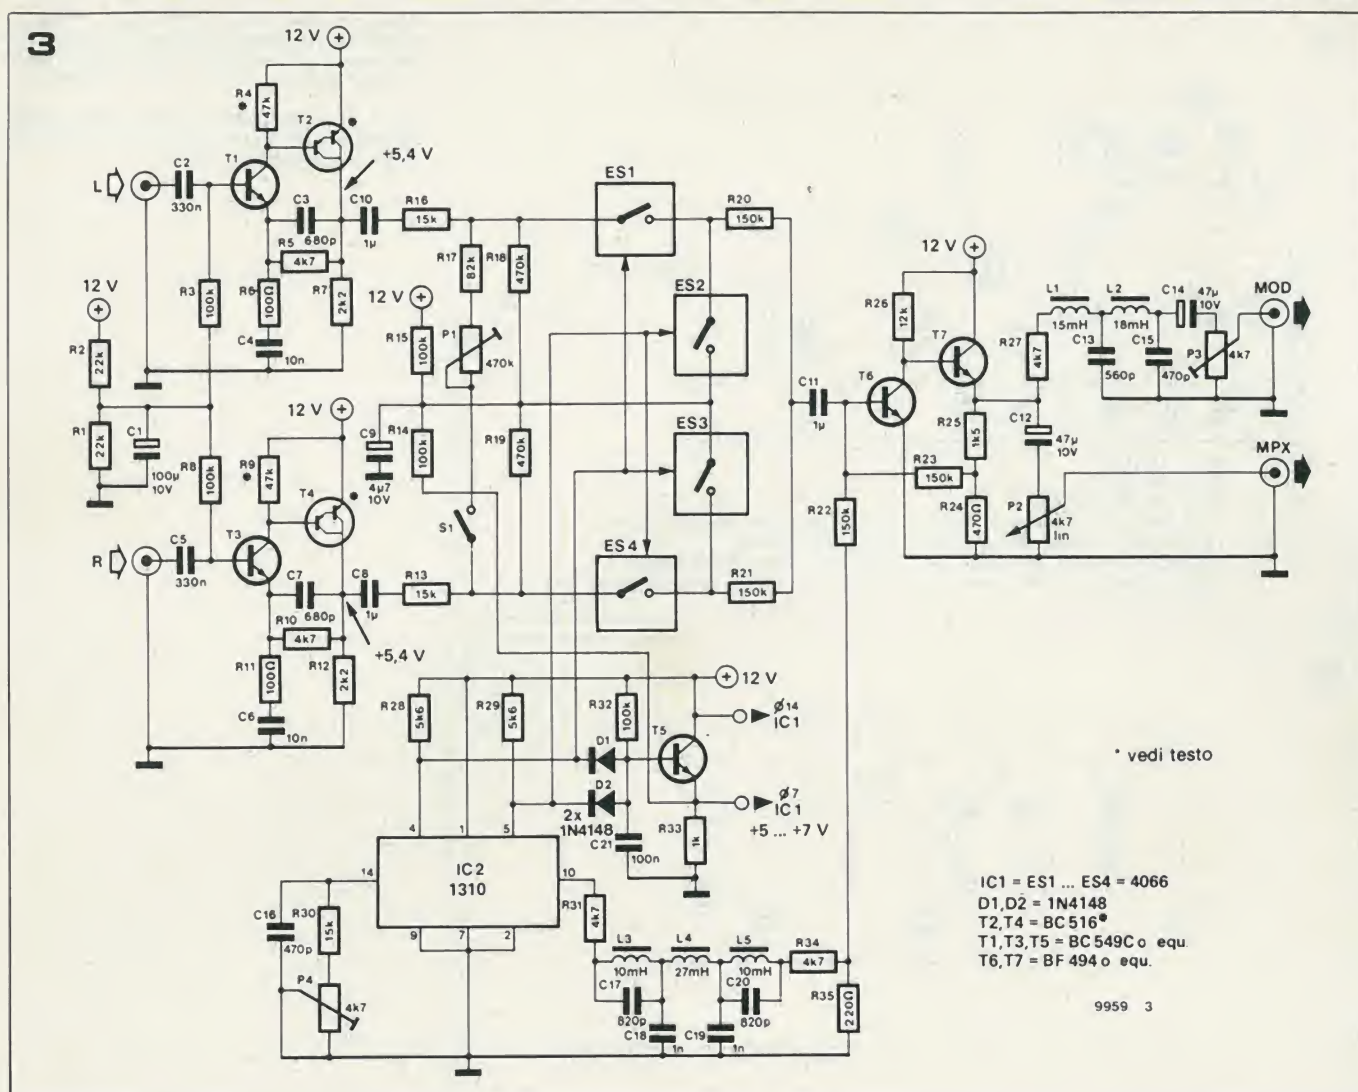 3
12 V
R4
*
47k
T2
*
+5,4 V
C2
T1
L
330n
C3
680p
C10
1µ
R16
15k
ES1
R20
150k
R5
4k7
R17
82k
R18
470k
R3
100k
R6
100Ω
R7
2k2
C4
10n
12 V
R2
22k
R1
22k
C1
100µ
10V
12 V
R15
100k
P1
470k
ES2
12 V
R26
12k
T7
R27
4k7
L1
15mH
L2
18mH
C14
47µ
10V
MOD
C13
560p
C15
470p
P3
4k7
T6
C11
1µ
R25
1k5
C12
47µ
10V
MPX
12 V
C9
4µ7
10V
R14
100k
R19
470k
ES3
R23
150k
R22
150k
R24
470Ω
P2
4k7
lin
R8
100k
R9
*
47k
T4
*
T3
R
C5
330n
S1
ES4
C7
680p
C8
1µ
R13
15k
R21
150k
R10
4k7
+5,4 V
R11
100Ω
R12
2k2
C6
10n
12 V
R28
5k6
R29
5k6
R32
100k
T5
ø14
IC1
D1
D2
2x
1N4148
ø7
IC1
+5 ... +7 V
C21
100n
R33
1k
* vedi testo
4
1
5
14
IC2
1310
10
9
7
2
C16
470p
R30
15k
P4
4k7
R31
4k7
L3
10mH
L4
27mH
L5
10mH
R34
4k7
C17
820p
C20
820p
C18
1n
C19
1n
R35
220Ω
IC1 = ES1 ... ES4 = 4066
D1,D2 = 1N4148
T2,T4 = BC516*
T1,T3,T5 = BC549C o equ.
T6,T7 = BF 494 o equ.
9959 3